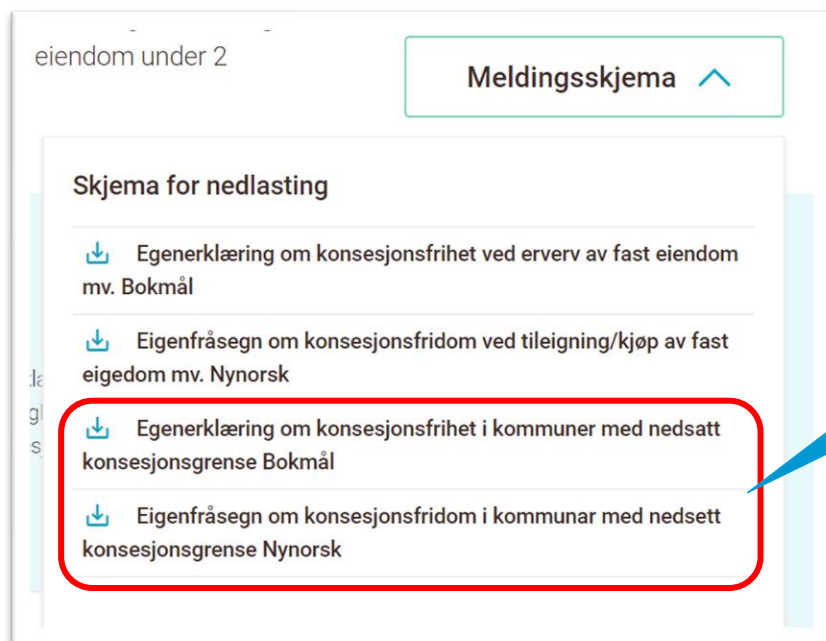 eiendom under 2
Meldingsskjema
Skjema for nedlasting
Egenerklæring om konsesjonsfrihet ved erverv av fast eiendom
mv. Bokmål
Eigenfråsegn om konsesjonsfridom ved tileigning/kjøp av fast
eigedom mv. Nynorsk
Egenerklæring om konsesjonsfrihet i kommuner med nedsatt
konsesjonsgrense Bokmål
Eigenfråsegn om konsesjonsfridom i kommunar med nedsett
konsesjonsgrense Nynorsk